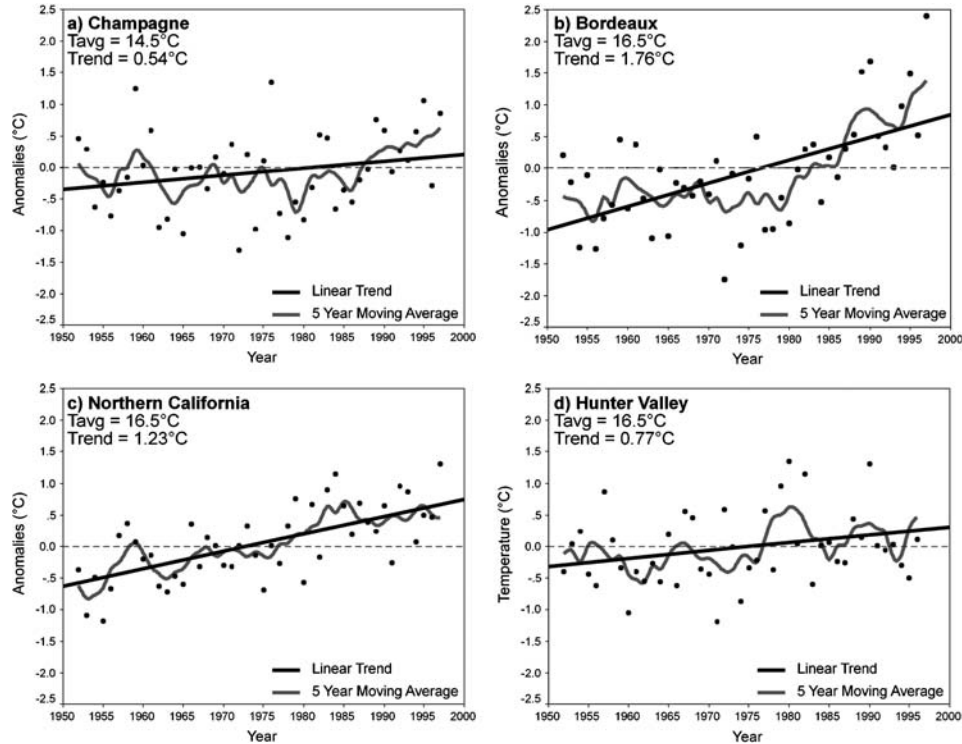 a) Champagne
Tavg = 14.5°C
Trend = 0.54°C
2.5
2.0
1.5
1.0
.5
0.0
-.5
-1.0
-1.5
-2.0
-2.5
Anomalies (°C)
Linear Trend
5 Year Moving Average
1950 1955 1960 1965 1970 1975 1980 1985 1990 1995 2000
Year
b) Bordeaux
Tavg = 16.5°C
Trend = 1.76°C
2.5
2.0
1.5
1.0
.5
0.0
-.5
-1.0
-1.5
-2.0
-2.5
Anomalies (°C)
Linear Trend
5 Year Moving Average
1950 1955 1960 1965 1970 1975 1980 1985 1990 1995 2000
Year
c) Northern California
Tavg = 16.5°C
Trend = 1.23°C
2.5
2.0
1.5
1.0
.5
0.0
-.5
-1.0
-1.5
-2.0
-2.5
Anomalies (°C)
Linear Trend
5 Year Moving Average
1950 1955 1960 1965 1970 1975 1980 1985 1990 1995 2000
Year
d) Hunter Valley
Tavg = 16.5°C
Trend = 0.77°C
2.5
2.0
1.5
1.0
.5
0.0
-.5
-1.0
-1.5
-2.0
-2.5
Temperature (°C)
Linear Trend
5 Year Moving Average
1950 1955 1960 1965 1970 1975 1980 1985 1990 1995 2000
Year